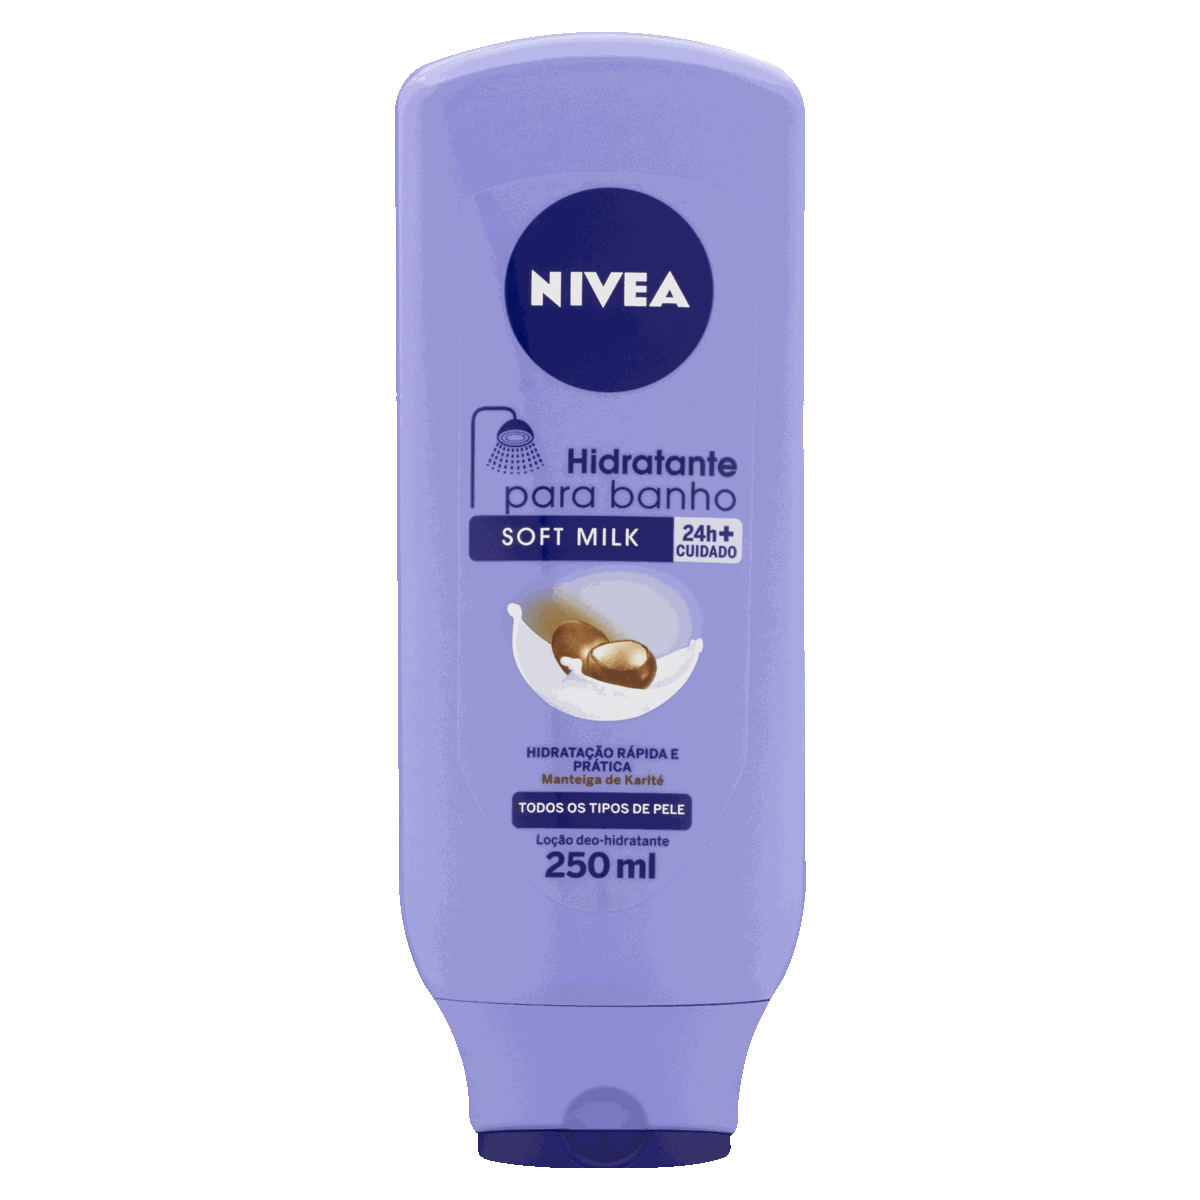 NIVEA
Hidratante
para banho
SOFT MILK
24h+
CUIDADO
HIDRATAÇÃO RÁPIDA E
PRÁTICA
Manteiga de Karité
TODOS OS TIPOS DE PELE
Loção deo-hidratante
250 ml